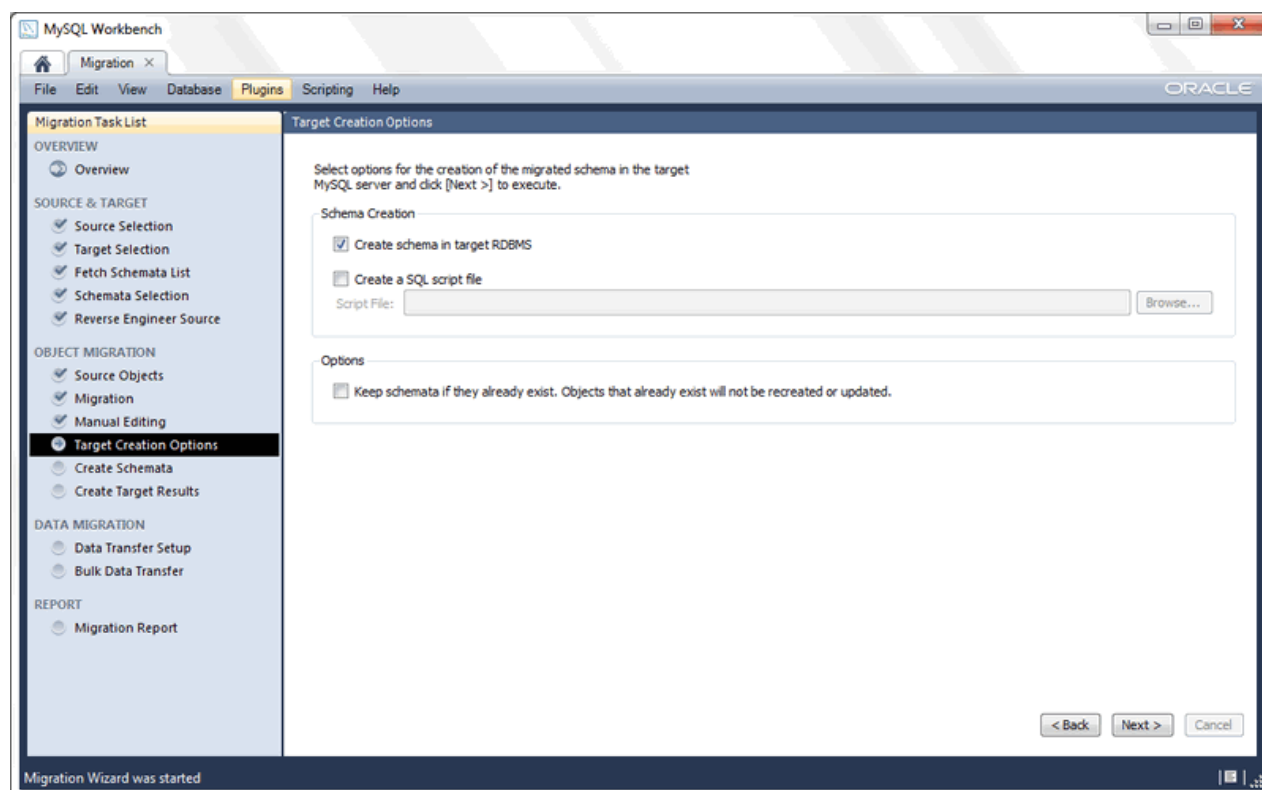 MySQL Workbench
Migration
File Edit View Database Plugins Scripting Help
ORACLE
Migration Task List
OVERVIEW
Overview
SOURCE & TARGET
Source Selection
Target Selection
Fetch Schemata List
Schemata Selection
Reverse Engineer Source
OBJECT MIGRATION
Source Objects
Migration
Manual Editing
Target Creation Options
Create Schemata
Create Target Results
DATA MIGRATION
Data Transfer Setup
Bulk Data Transfer
REPORT
Migration Report
Target Creation Options
Select options for the creation of the migrated schema in the target
MySQL server and click [Next >] to execute.
Schema Creation
Create schema in target RDBMS
Create a SQL script file
Script File: Browse...
Options
Keep schemata if they already exist. Objects that already exist will not be recreated or updated.
< Back Next > Cancel
Migration Wizard was started